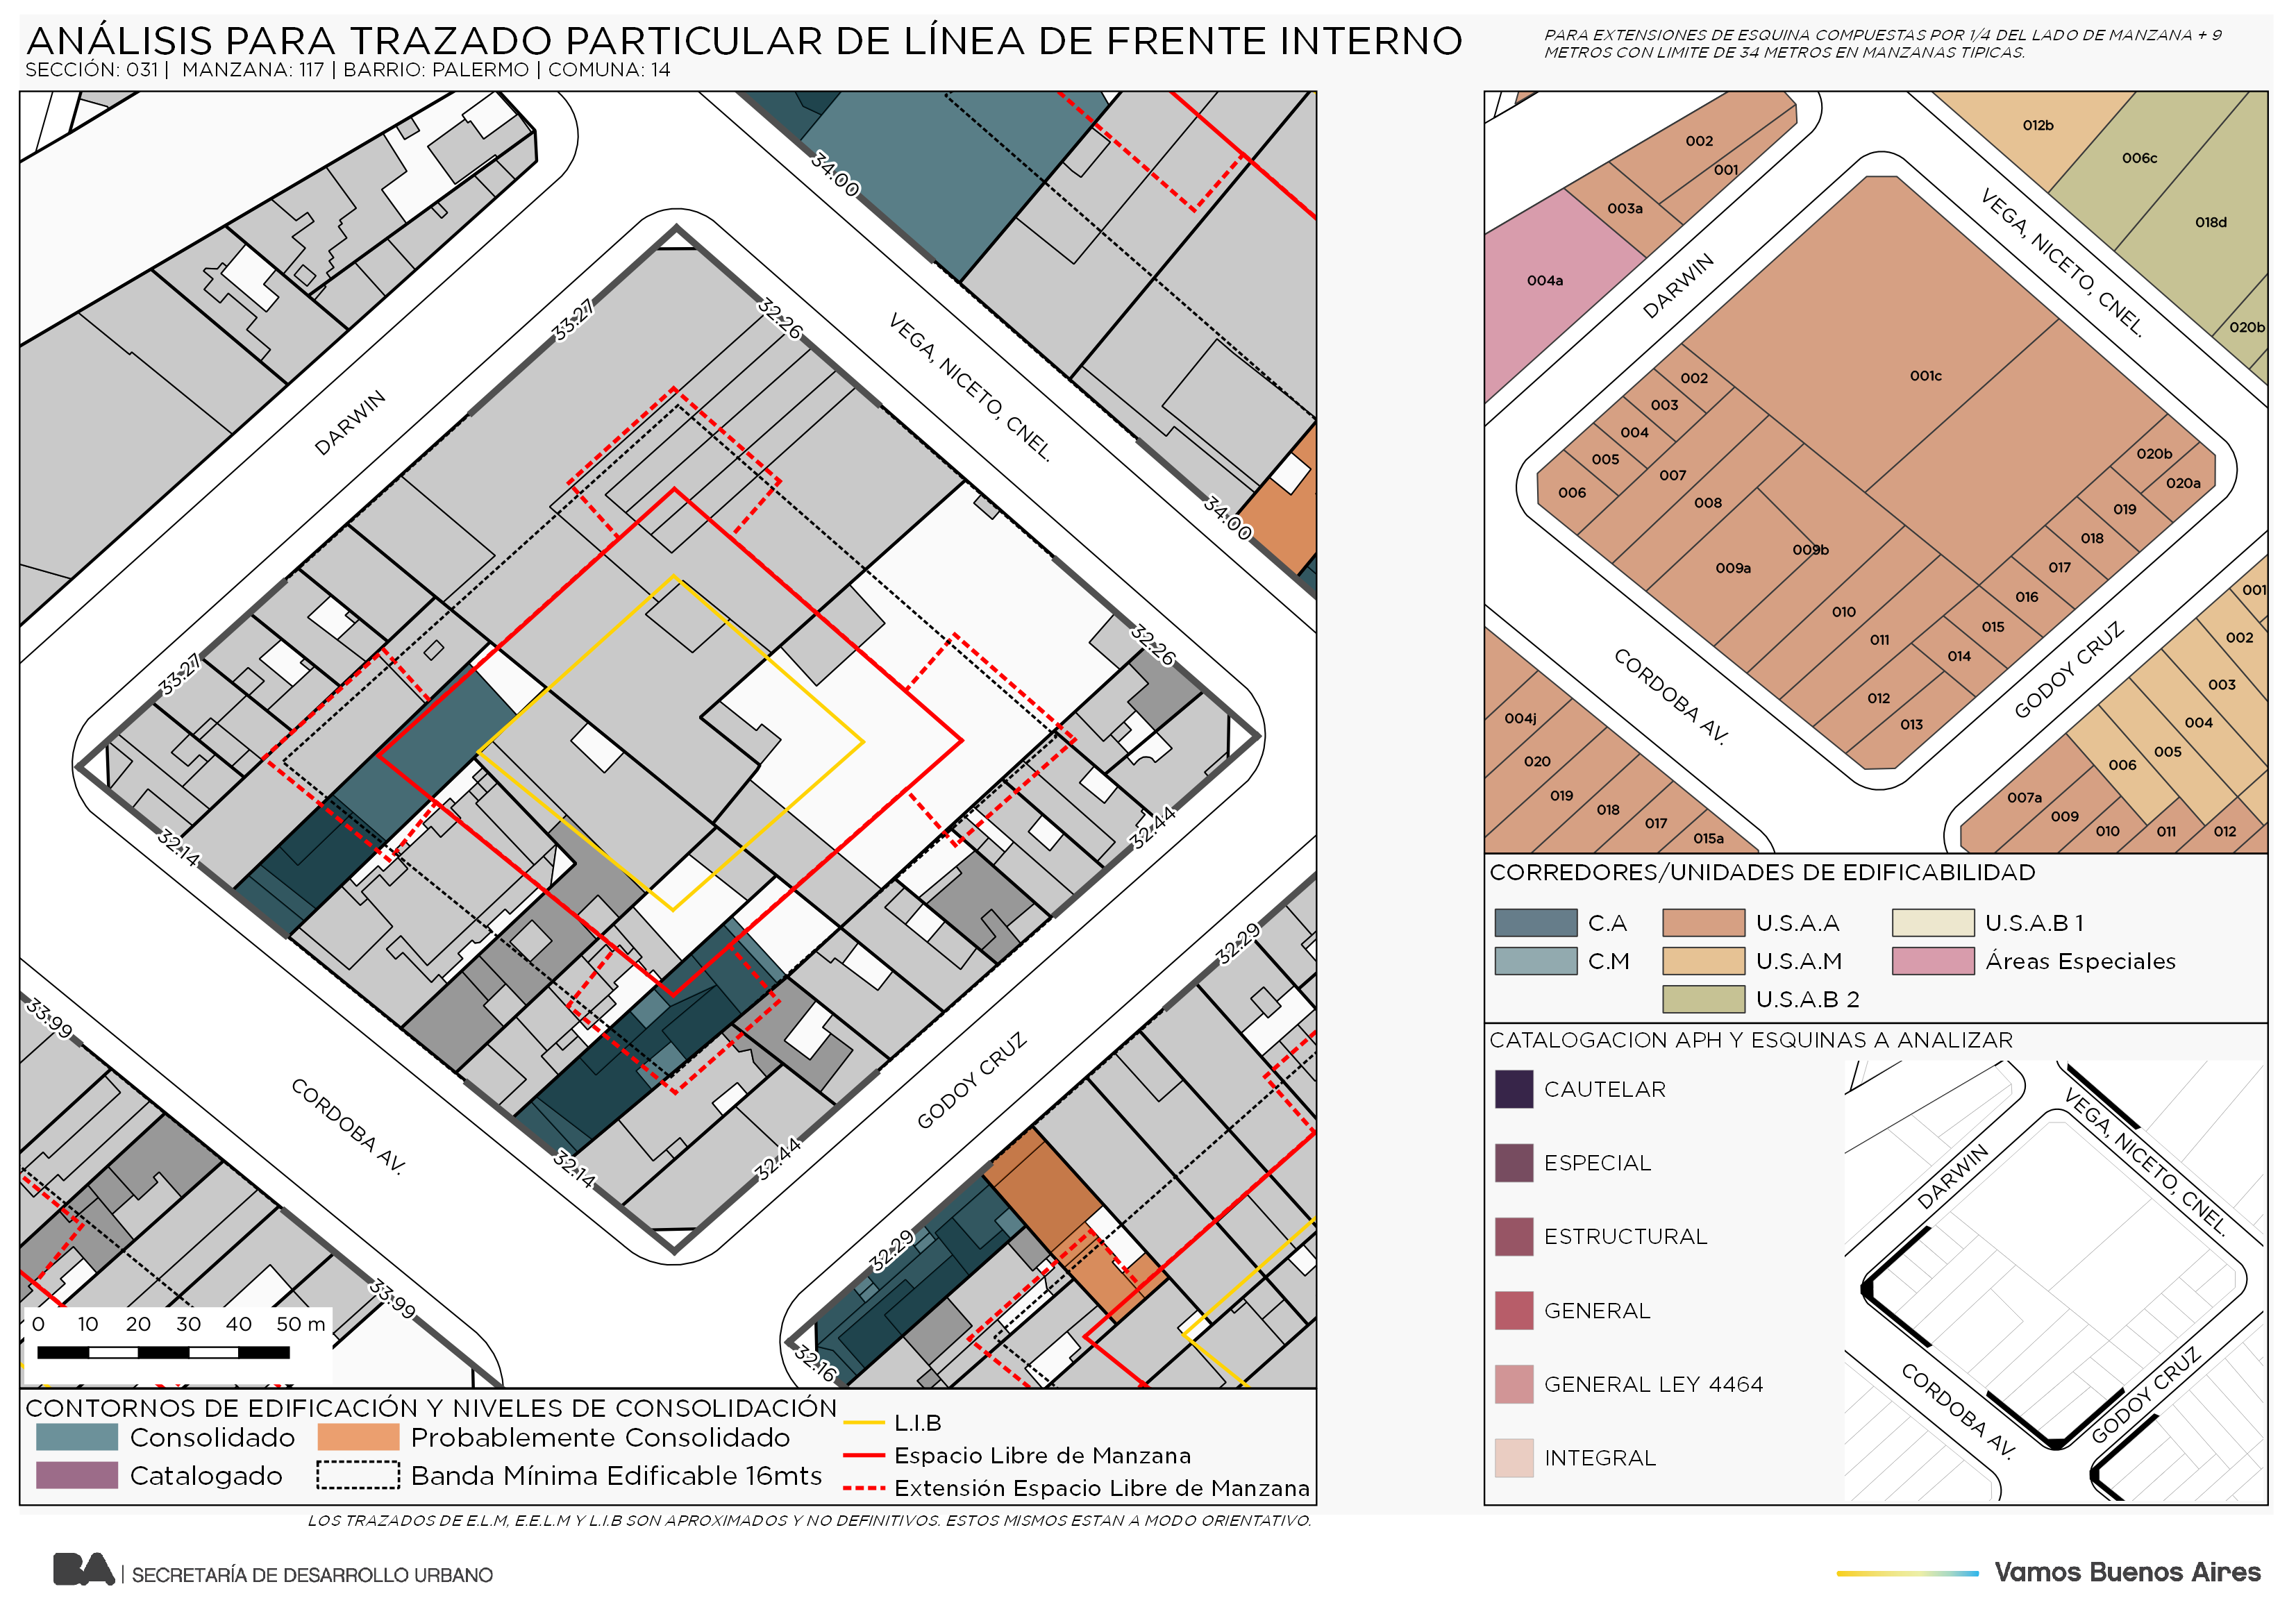 ANÁLISIS PARA TRAZADO PARTICULAR DE LÍNEA DE FRENTE INTERNO
SECCIÓN: 031 | MANZANA: 117 | BARRIO: PALERMO | COMUNA: 14
PARA EXTENSIONES DE ESQUINA COMPUESTAS POR 1/4 DEL LADO DE MANZANA + 9
METROS CON LIMITE DE 34 METROS EN MANZANAS TIPICAS.
34.00
33.27
32.26
VEGA, NICETO, CNEL.
DARWIN
34.00
33.27
32.26
32.14
32.44
32.29
33.99
CORDOBA AV.
GODOY CRUZ
32.14
32.44
32.29
33.99
32.16
0 10 20 30 40 50 m
CONTORNOS DE EDIFICACIÓN Y NIVELES DE CONSOLIDACIÓN
Consolidado
Probablemente Consolidado
Catalogado
Banda Mínima Edificable 16mts
L.I.B
Espacio Libre de Manzana
Extensión Espacio Libre de Manzana
LOS TRAZADOS DE E.L.M, E.E.L.M Y L.I.B SON APROXIMADOS Y NO DEFINITIVOS. ESTOS MISMOS ESTAN A MODO ORIENTATIVO.
012b
002
006c
001
003a
018d
VEGA, NICETO, CNEL.
004a
DARWIN
020b
001c
002
003
004
005
006
007
008
009b
009a
010
011
012
013
014
015
016
017
018
019
020b
020a
CORDOBA AV.
GODOY CRUZ
001
002
003
004
005
006
007a
009
010
011
012
004j
020
019
018
017
015a
CORREDORES/UNIDADES DE EDIFICABILIDAD
C.A
U.S.A.A
U.S.A.B 1
C.M
U.S.A.M
Áreas Especiales
U.S.A.B 2
CATALOGACION APH Y ESQUINAS A ANALIZAR
CAUTELAR
ESPECIAL
ESTRUCTURAL
GENERAL
GENERAL LEY 4464
INTEGRAL
VEGA, NICETO, CNEL.
DARWIN
CORDOBA AV.
GODOY CRUZ
BA | SECRETARÍA DE DESARROLLO URBANO
Vamos Buenos Aires